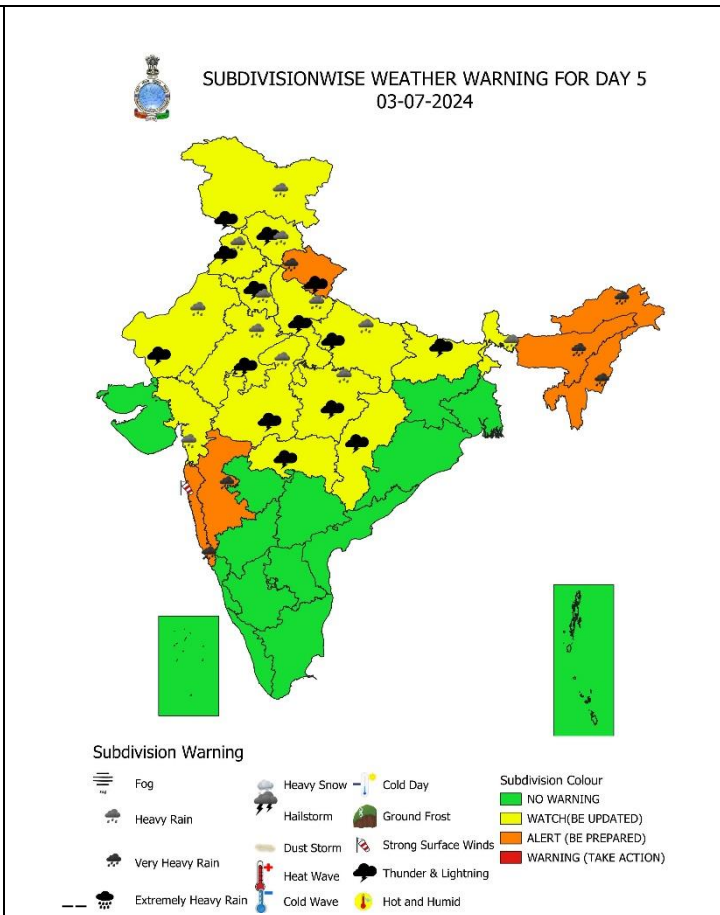 SUBDIVISIONWISE WEATHER WARNING FOR DAY 5
03-07-2024
Subdivision Warning
Fog
Heavy Rain
Very Heavy Rain
Extremely Heavy Rain
Heavy Snow
Hailstorm
Dust Storm
Heat Wave
Cold Wave
Cold Day
Ground Frost
Strong Surface Winds
Thunder & Lightning
Hot and Humid
Subdivision Colour
NO WARNING
WATCH(BE UPDATED)
ALERT (BE PREPARED)
WARNING (TAKE ACTION)